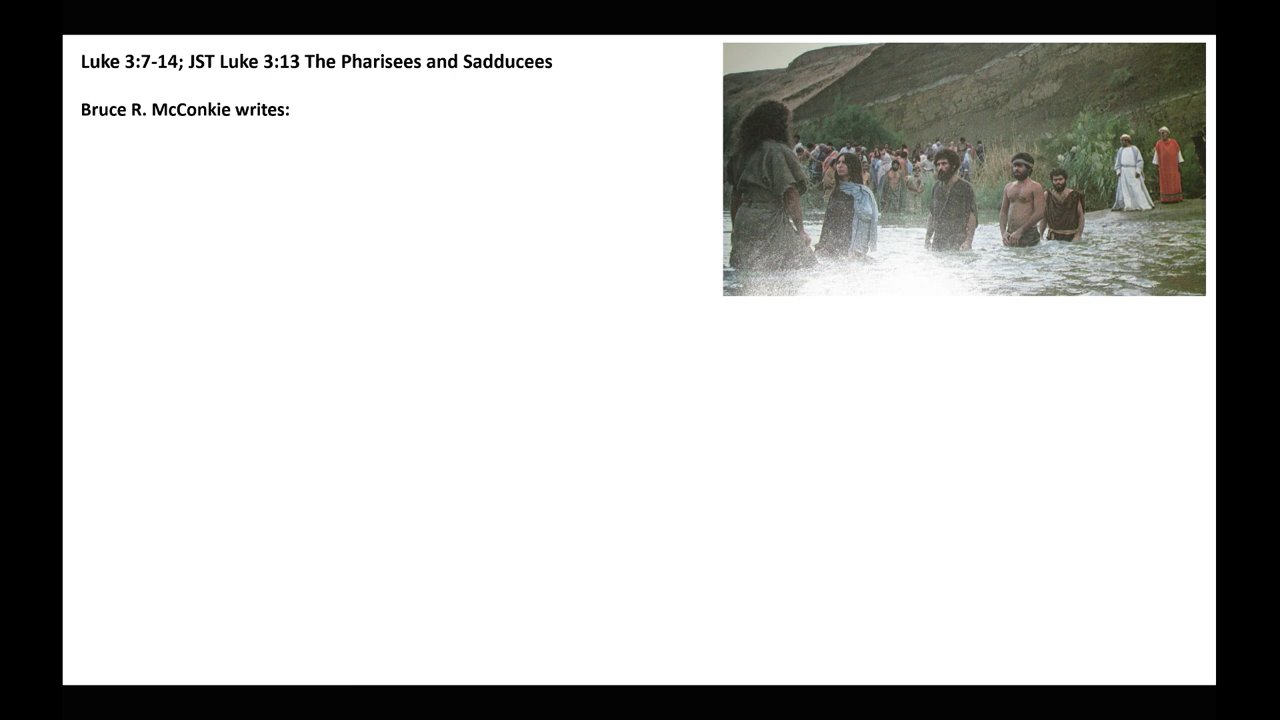 Luke 3:7-14; JST Luke 3:13 The Pharisees and Sadducees
Bruce R. McConkie writes: